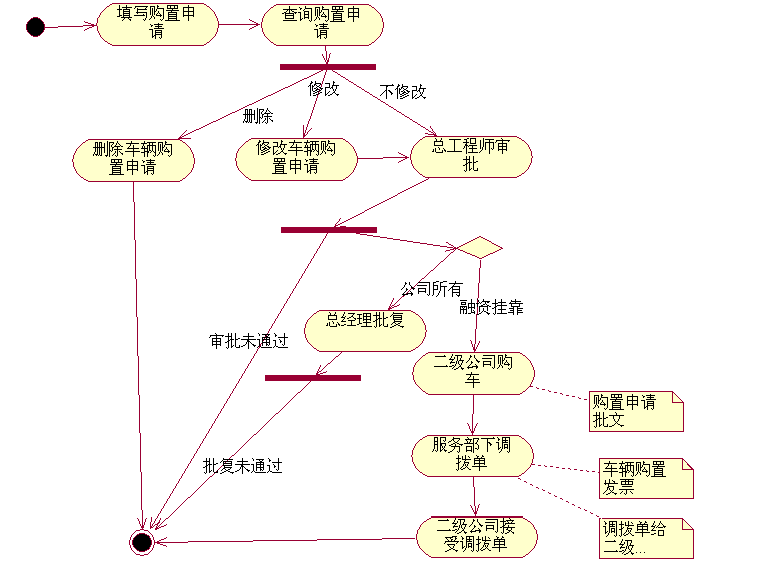 填写购置申
请
查询购置申
请
删除
修改
不修改
删除车辆购
置申请
修改车辆购
置申请
总工程师审
批
公司所有
融资挂靠
总经理批复
审批未通过
二级公司购
车
购置申请
批文
服务部下调
拨单
批复未通过
车辆购置
发票
二级公司接
受调拨单
调拨单给
二级...